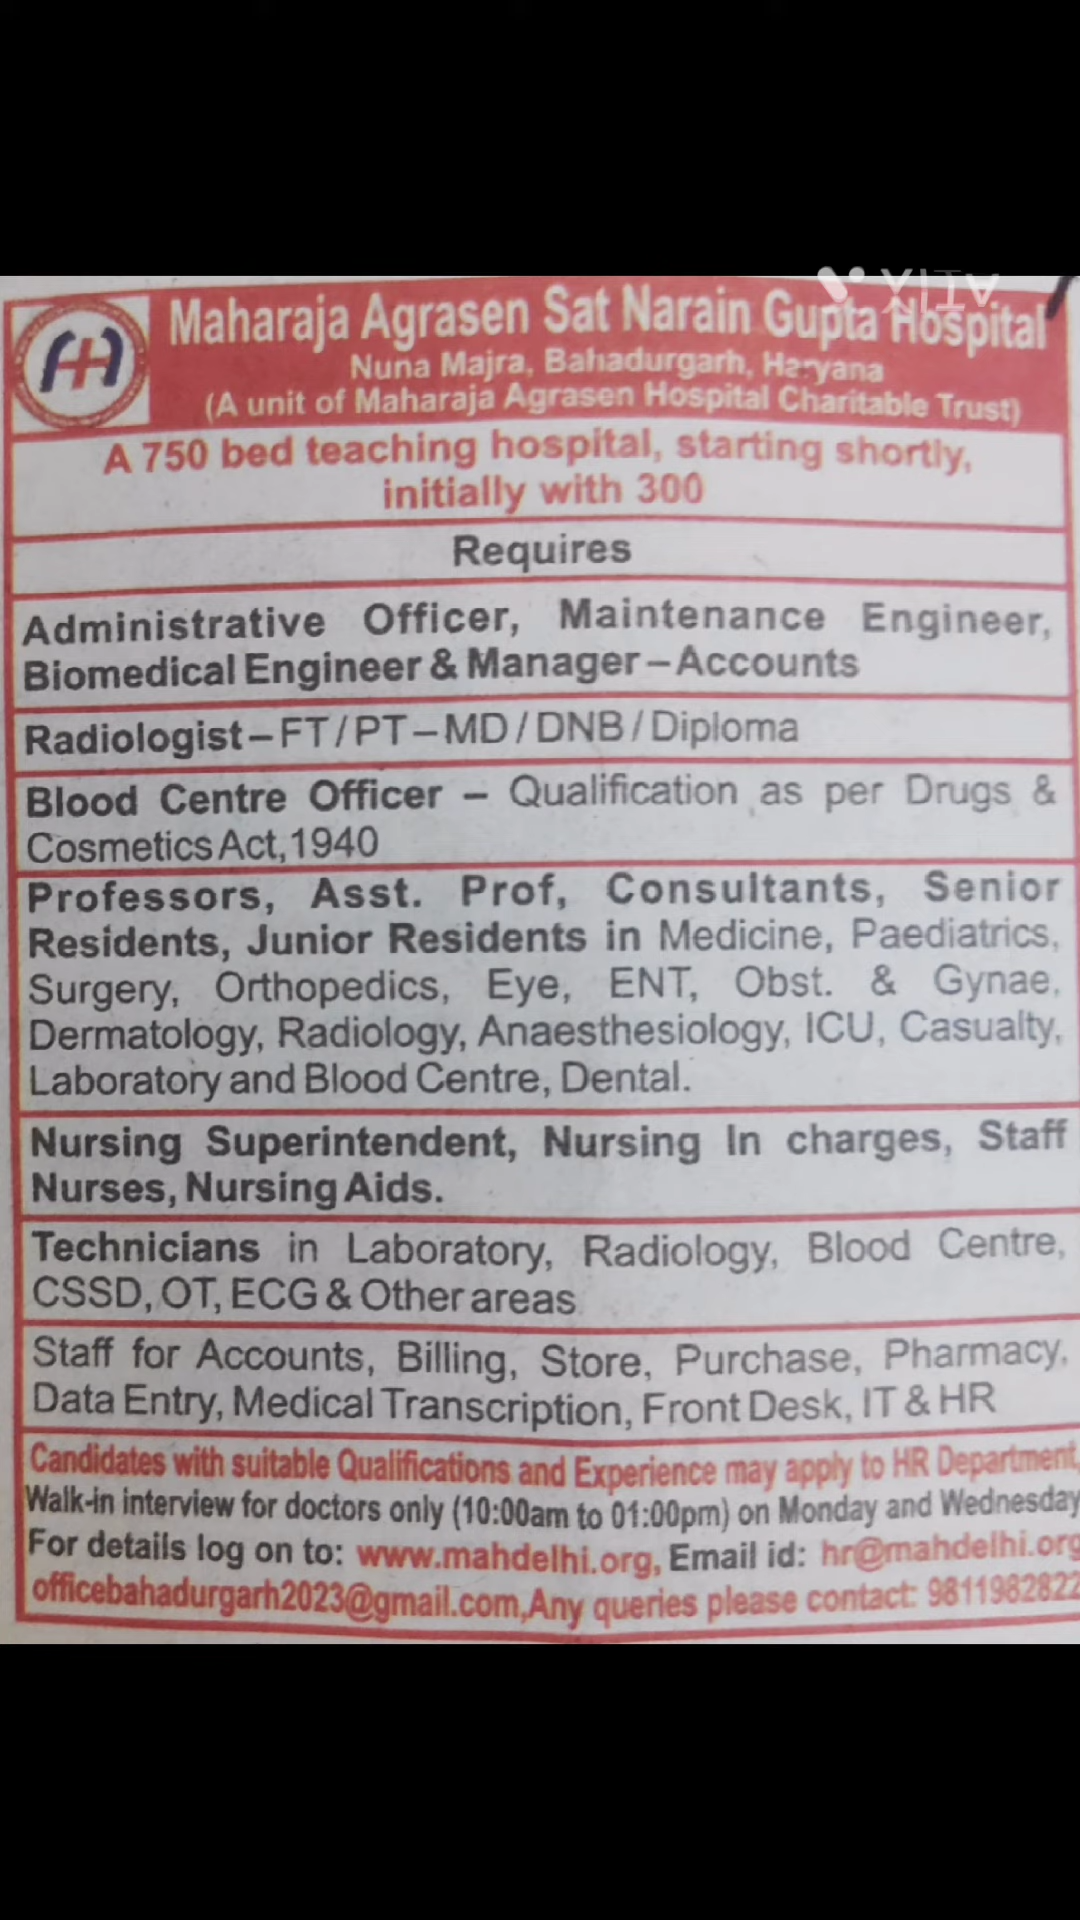 VITA
Maharaja Agrasen Sat Narain Gupta Hospital
Nuna Majra, Bahadurgarh, Haryana
(A unit of Maharaja Agrasen Hospital Charitable Trust)
A 750 bed teaching hospital, starting shortly,
initially with 300
Requires
Administrative Officer, Maintenance Engineer,
Biomedical Engineer & Manager – Accounts
Radiologist – FT / PT – MD / DNB / Diploma
Blood Centre Officer – Qualification as per Drugs &
Cosmetics Act, 1940
Professors, Asst. Prof, Consultants, Senior
Residents, Junior Residents in Medicine, Paediatrics,
Surgery, Orthopedics, Eye, ENT, Obst. & Gynae,
Dermatology, Radiology, Anaesthesiology, ICU, Casualty,
Laboratory and Blood Centre, Dental.
Nursing Superintendent, Nursing In charges, Staff
Nurses, Nursing Aids.
Technicians in Laboratory, Radiology, Blood Centre,
CSSD, OT, ECG & Other areas
Staff for Accounts, Billing, Store, Purchase, Pharmacy,
Data Entry, Medical Transcription, Front Desk, IT & HR
Candidates with suitable Qualifications and Experience may apply to HR Department,
Walk-in interview for doctors only (10:00am to 01:00pm) on Monday and Wednesday
For details log on to: www.mahdelhi.org, Email id: hr@mahdelhi.org
officebahadurgarh2023@gmail.com, Any queries please contact: 9811982822